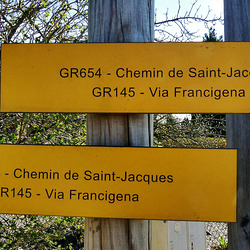 GR654 - Chemin de Saint-Jac
GR145 - Via Francigena
- Chemin de Saint-Jacques
R145 - Via Francigena